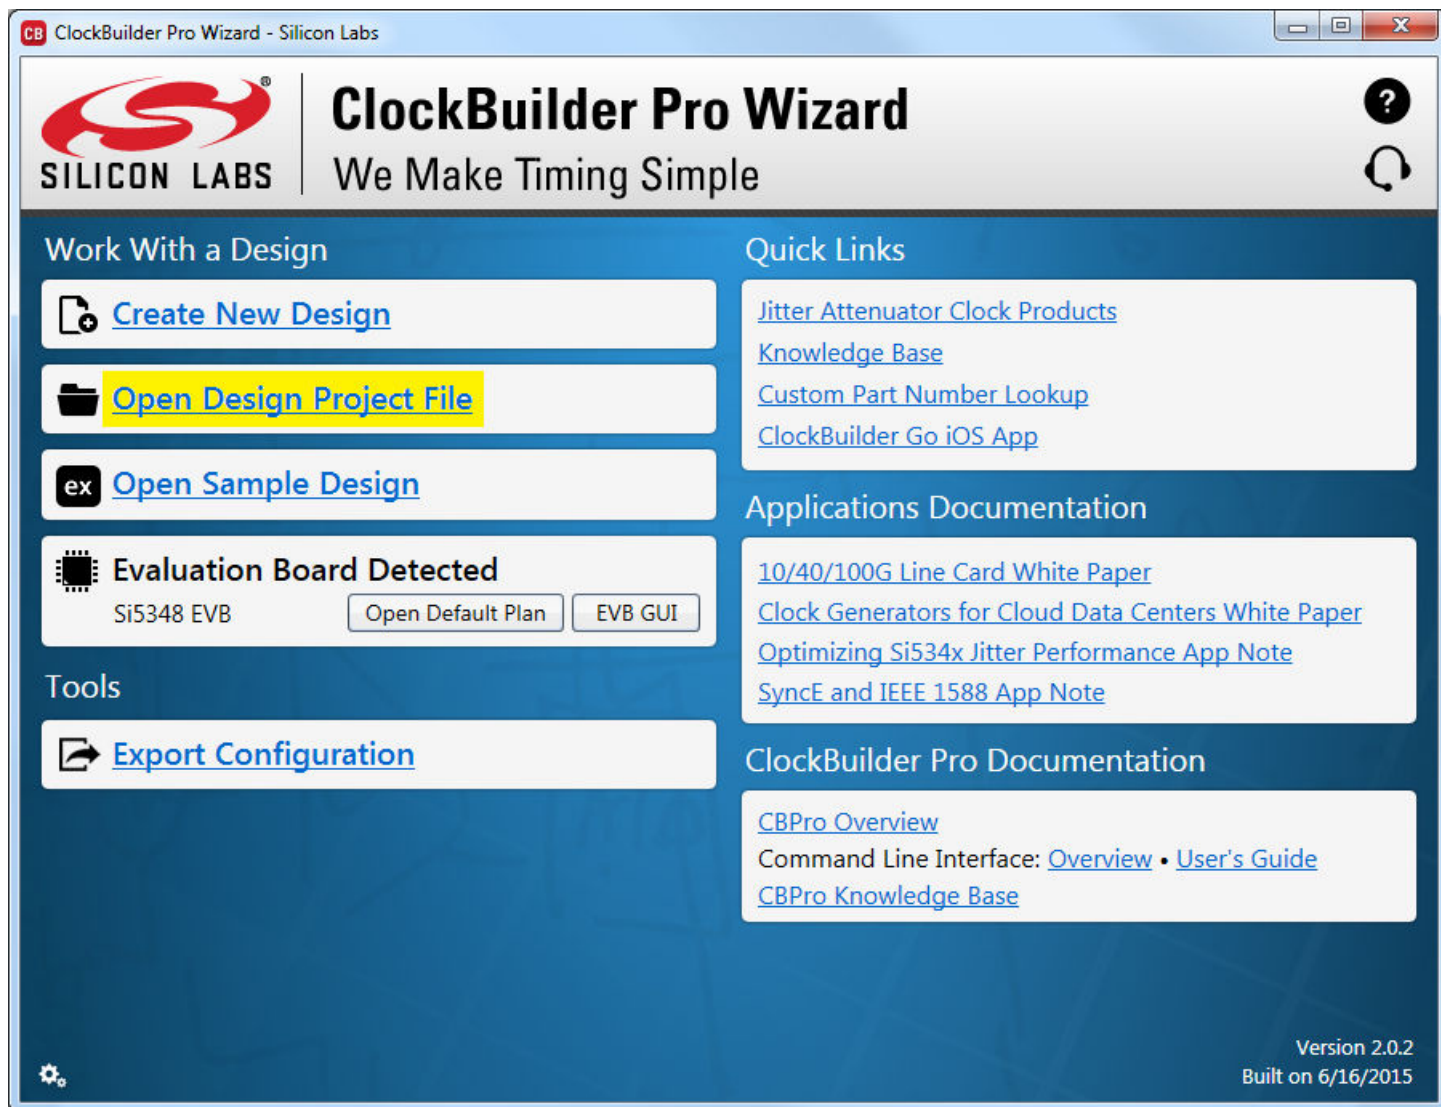 CB ClockBuilder Pro Wizard - Silicon Labs
SILICON LABS
®
ClockBuilder Pro Wizard
We Make Timing Simple
?
Work With a Design
Create New Design
Open Design Project File
ex Open Sample Design
Evaluation Board Detected
Si5348 EVB Open Default Plan EVB GUI
Tools
Export Configuration
Quick Links
Jitter Attenuator Clock Products
Knowledge Base
Custom Part Number Lookup
ClockBuilder Go iOS App
Applications Documentation
10/40/100G Line Card White Paper
Clock Generators for Cloud Data Centers White Paper
Optimizing Si534x Jitter Performance App Note
SyncE and IEEE 1588 App Note
ClockBuilder Pro Documentation
CBPro Overview
Command Line Interface: Overview • User's Guide
CBPro Knowledge Base
Version 2.0.2
Built on 6/16/2015